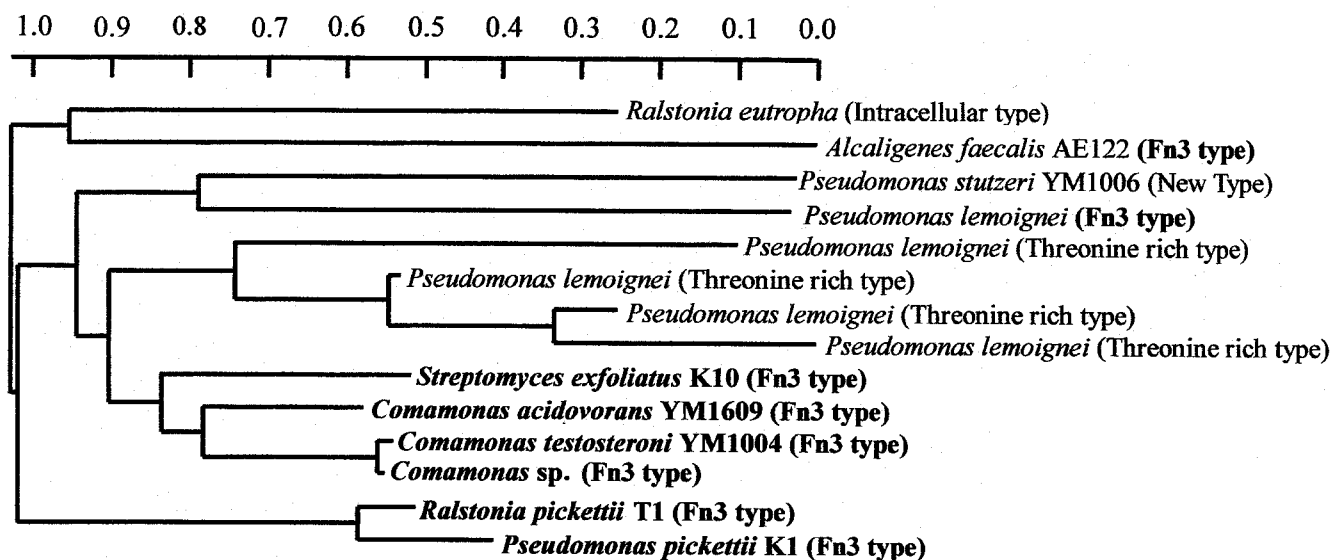 1.0 0.9 0.8 0.7 0.6 0.5 0.4 0.3 0.2 0.1 0.0
Ralstonia eutropha (Intracellular type)
Alcaligenes faecalis AE122 (Fn3 type)
Pseudomonas stutzeri YM1006 (New Type)
Pseudomonas lemoignei (Fn3 type)
Pseudomonas lemoignei (Threonine rich type)
Pseudomonas lemoignei (Threonine rich type)
Pseudomonas lemoignei (Threonine rich type)
Pseudomonas lemoignei (Threonine rich type)
Streptomyces exfoliatus K10 (Fn3 type)
Comamonas acidovorans YM1609 (Fn3 type)
Comamonas testosteroni YM1004 (Fn3 type)
Comamonas sp. (Fn3 type)
Ralstonia pickettii T1 (Fn3 type)
Pseudomonas pickettii K1 (Fn3 type)